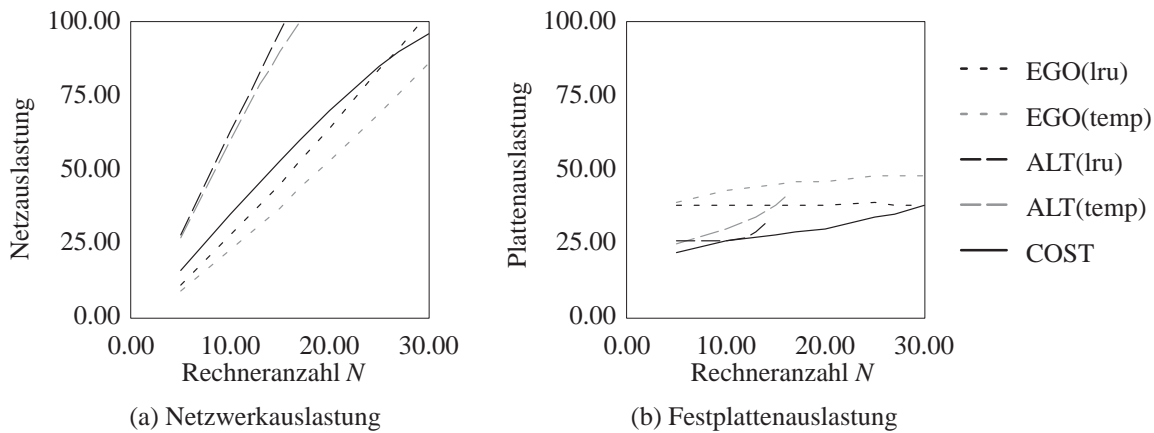 100.00
75.00
50.00
25.00
0.00
0.00 10.00 20.00 30.00
Netzauslastung
Rechneranzahl N
(a) Netzwerkauslastung
100.00
75.00
50.00
25.00
0.00
0.00 10.00 20.00 30.00
Plattenauslastung
Rechneranzahl N
(b) Festplattenauslastung
EGO(lru)
EGO(temp)
ALT(lru)
ALT(temp)
COST